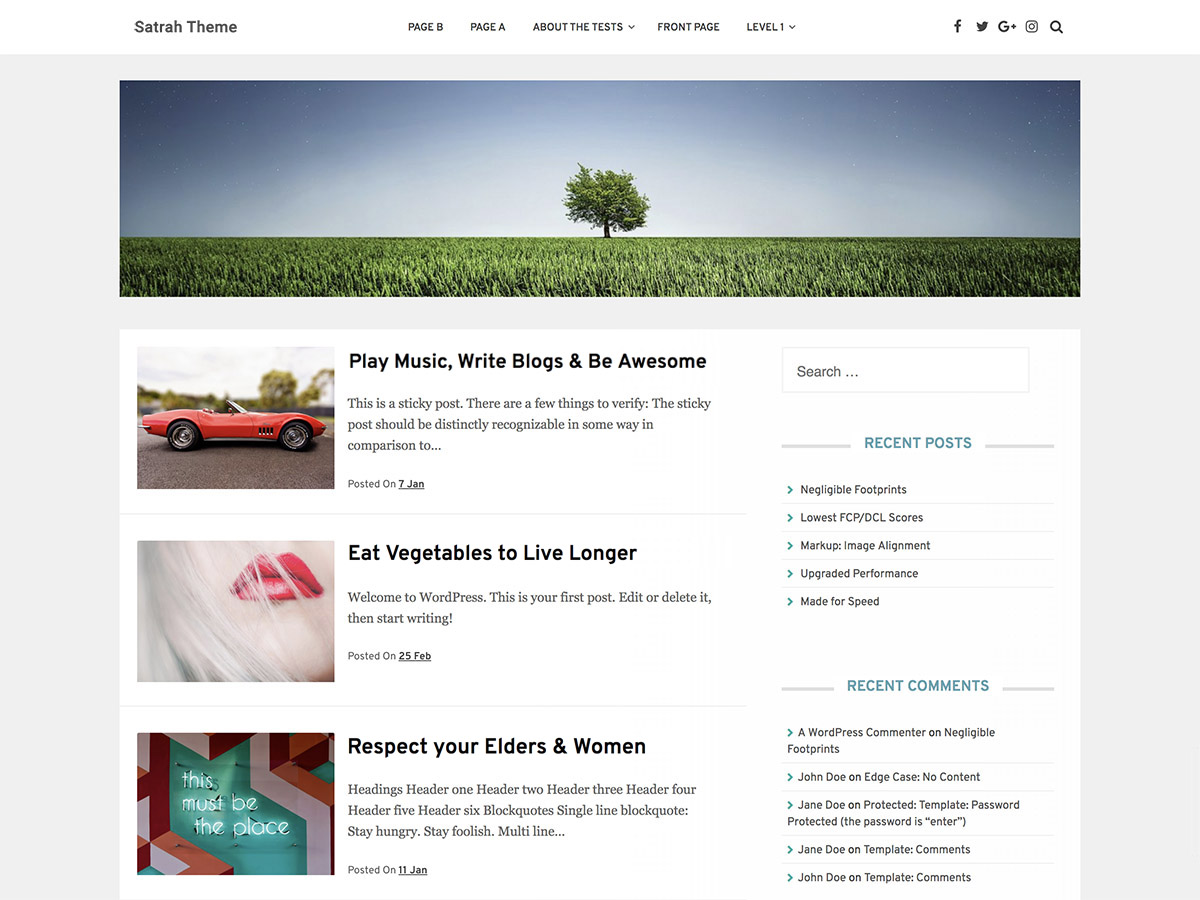 Satrah Theme
PAGE B
PAGE A
ABOUT THE TESTS
FRONT PAGE
LEVEL 1
Play Music, Write Blogs & Be Awesome
This is a sticky post. There are a few things to verify: The sticky
post should be distinctly recognizable in some way in
comparison to...
Posted On 7 Jan
Eat Vegetables to Live Longer
Welcome to WordPress. This is your first post. Edit or delete it,
then start writing!
Posted On 25 Feb
this
must be
the place
Respect your Elders & Women
Headings Header one Header two Header three Header four
Header five Header six Blockquotes Single line blockquote:
Stay hungry. Stay foolish. Multi line...
Posted On 11 Jan
Search …
RECENT POSTS
Negligible Footprints
Lowest FCP/DCL Scores
Markup: Image Alignment
Upgraded Performance
Made for Speed
RECENT COMMENTS
A WordPress Commenter on Negligible
Footprints
John Doe on Edge Case: No Content
Jane Doe on Protected: Template: Password
Protected (the password is “enter”)
Jane Doe on Template: Comments
John Doe on Template: Comments